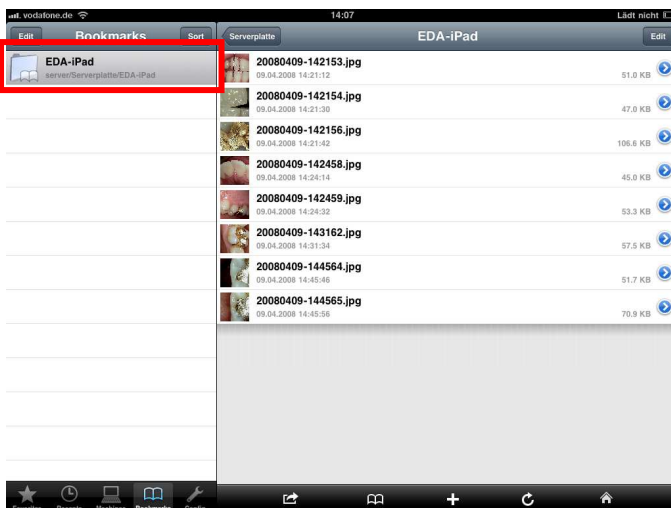 vodafone.de 14:07 Lädt nicht
Edit Bookmarks Sort Serverplatte EDA-iPad Edit
EDA-iPad
server/Serverplatte/EDA-iPad
20080409-142153.jpg
09.04.2008 14:21:12 51.0 KB
20080409-142154.jpg
09.04.2008 14:21:30 47.0 KB
20080409-142156.jpg
09.04.2008 14:21:42 106.6 KB
20080409-142458.jpg
09.04.2008 14:24:14 45.0 KB
20080409-142459.jpg
09.04.2008 14:24:32 53.3 KB
20080409-143162.jpg
09.04.2008 14:31:34 57.5 KB
20080409-144564.jpg
09.04.2008 14:45:46 51.7 KB
20080409-144565.jpg
09.04.2008 14:45:56 70.9 KB